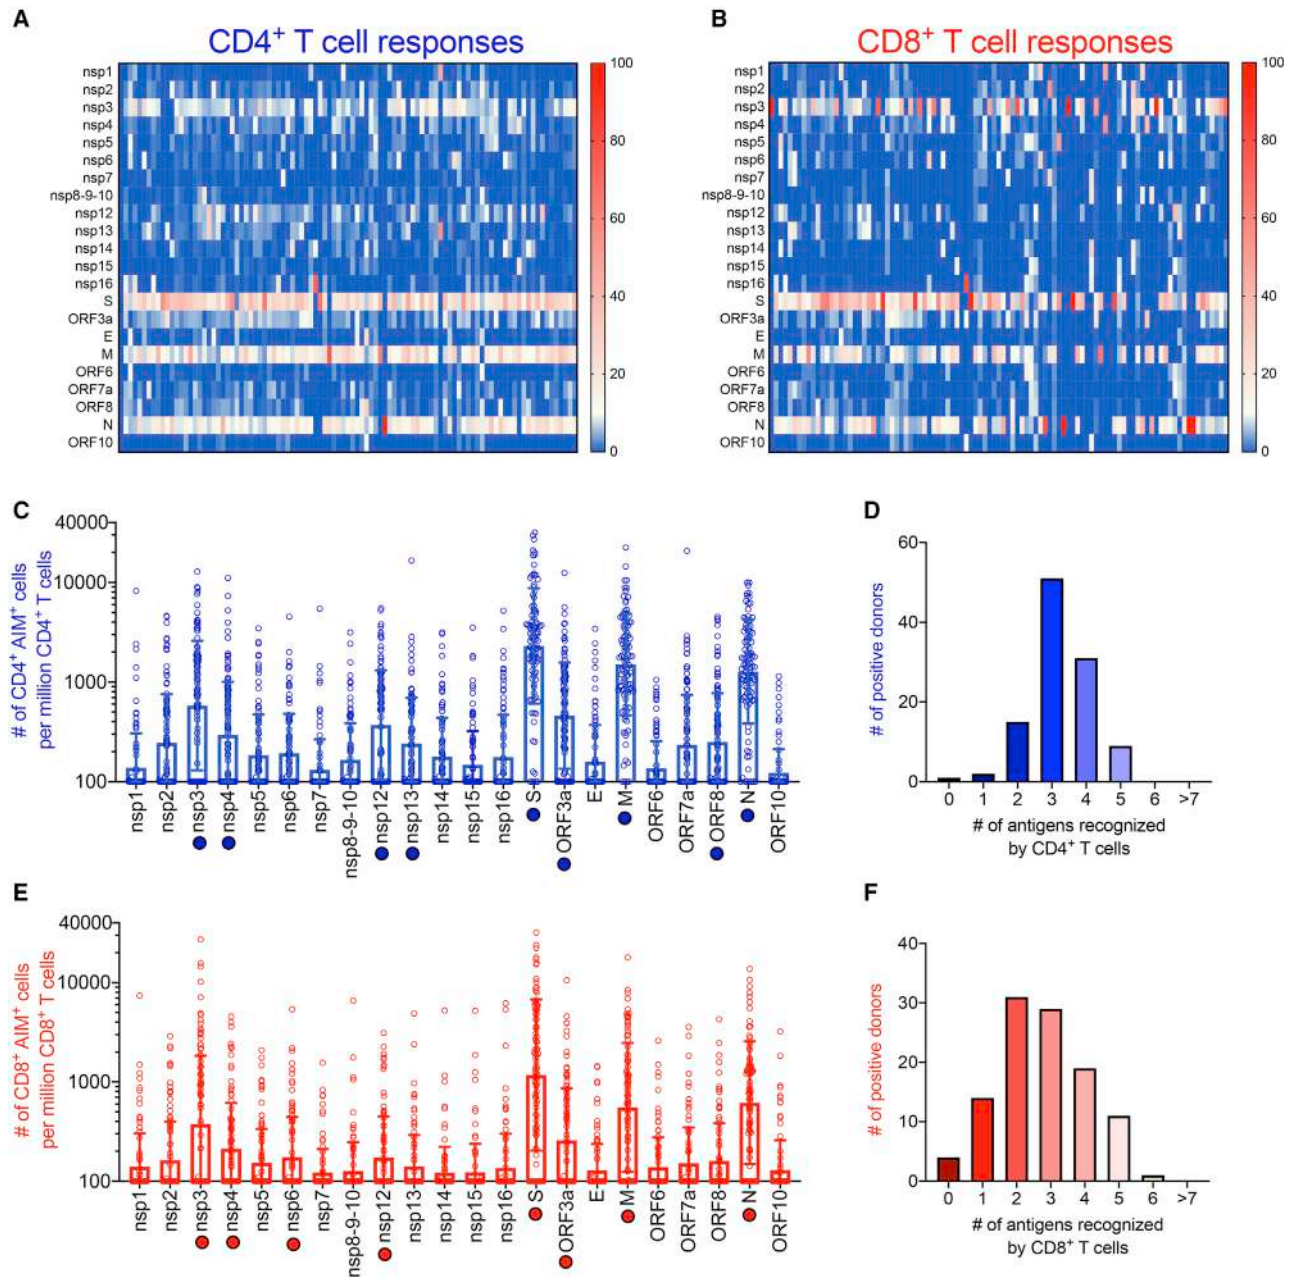 A
CD4+ T cell responses
nsp1
nsp2
nsp3
nsp4
nsp5
nsp6
nsp7
nsp8-9-10
nsp12
nsp13
nsp14
nsp15
nsp16
S
ORF3a
E
M
ORF6
ORF7a
ORF8
N
ORF10
100
80
60
40
20
0
B
CD8+ T cell responses
nsp1
nsp2
nsp3
nsp4
nsp5
nsp6
nsp7
nsp8-9-10
nsp12
nsp13
nsp14
nsp15
nsp16
S
ORF3a
E
M
ORF6
ORF7a
ORF8
N
ORF10
100
80
60
40
20
0
C
# of CD4+ AIM+ cells
per million CD4+ T cells
40000
10000
1000
100
nsp1
nsp2
nsp3
nsp4
nsp5
nsp6
nsp7
nsp8-9-10
nsp12
nsp13
nsp14
nsp15
nsp16
S
ORF3a
E
M
ORF6
ORF7a
ORF8
N
ORF10
D
# of positive donors
60
40
20
0
0 1 2 3 4 5 6 >7
# of antigens recognized
by CD4+ T cells
E
# of CD8+ AIM+ cells
per million CD8+ T cells
40000
10000
1000
100
nsp1
nsp2
nsp3
nsp4
nsp5
nsp6
nsp7
nsp8-9-10
nsp12
nsp13
nsp14
nsp15
nsp16
S
ORF3a
E
M
ORF6
ORF7a
ORF8
N
ORF10
F
# of positive donors
40
30
20
10
0
0 1 2 3 4 5 6 >7
# of antigens recognized
by CD8+ T cells